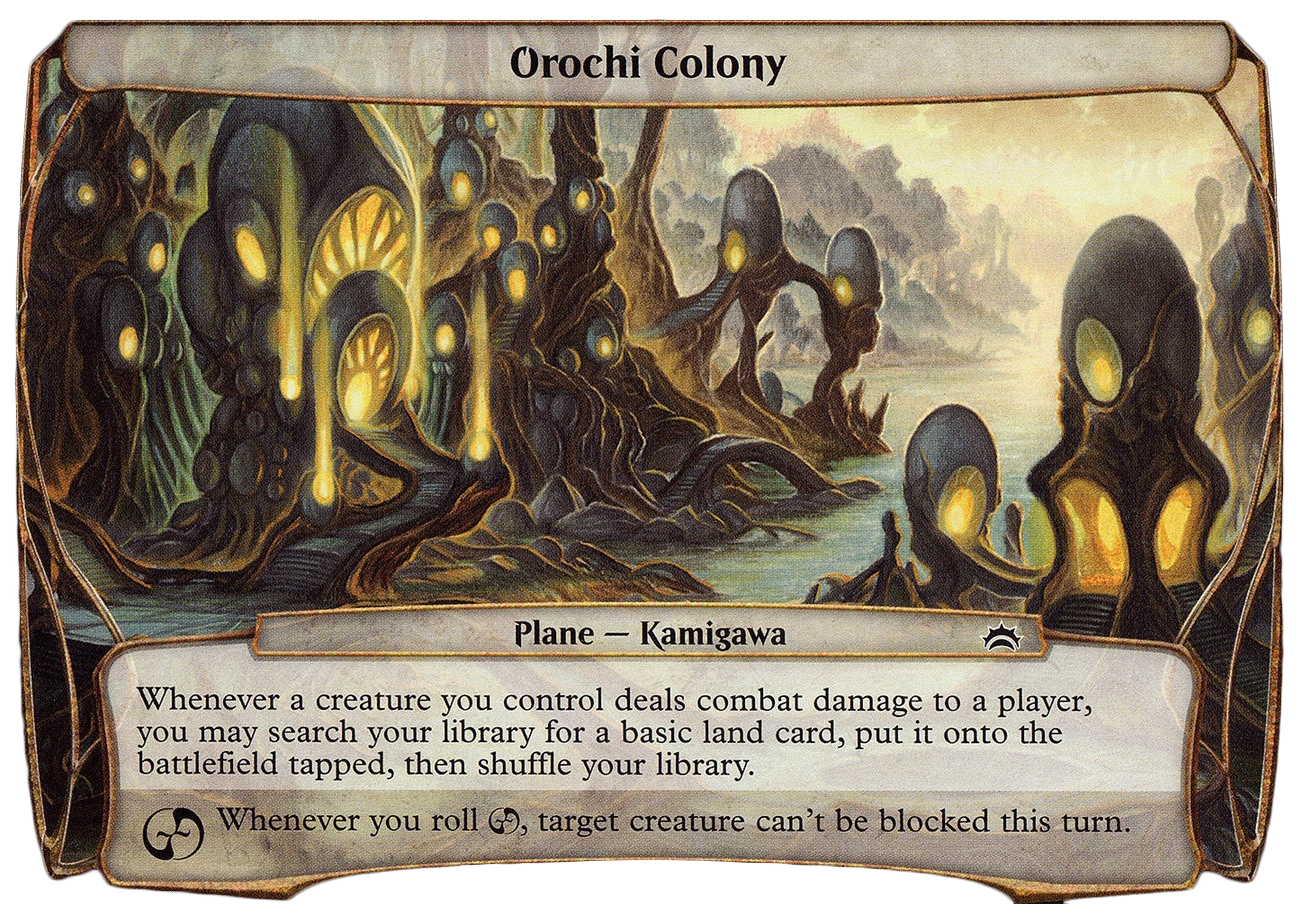 Orochi Colony
Plane — Kamigawa
Whenever a creature you control deals combat damage to a player,
you may search your library for a basic land card, put it onto the
battlefield tapped, then shuffle your library.
Whenever you roll , target creature can't be blocked this turn.